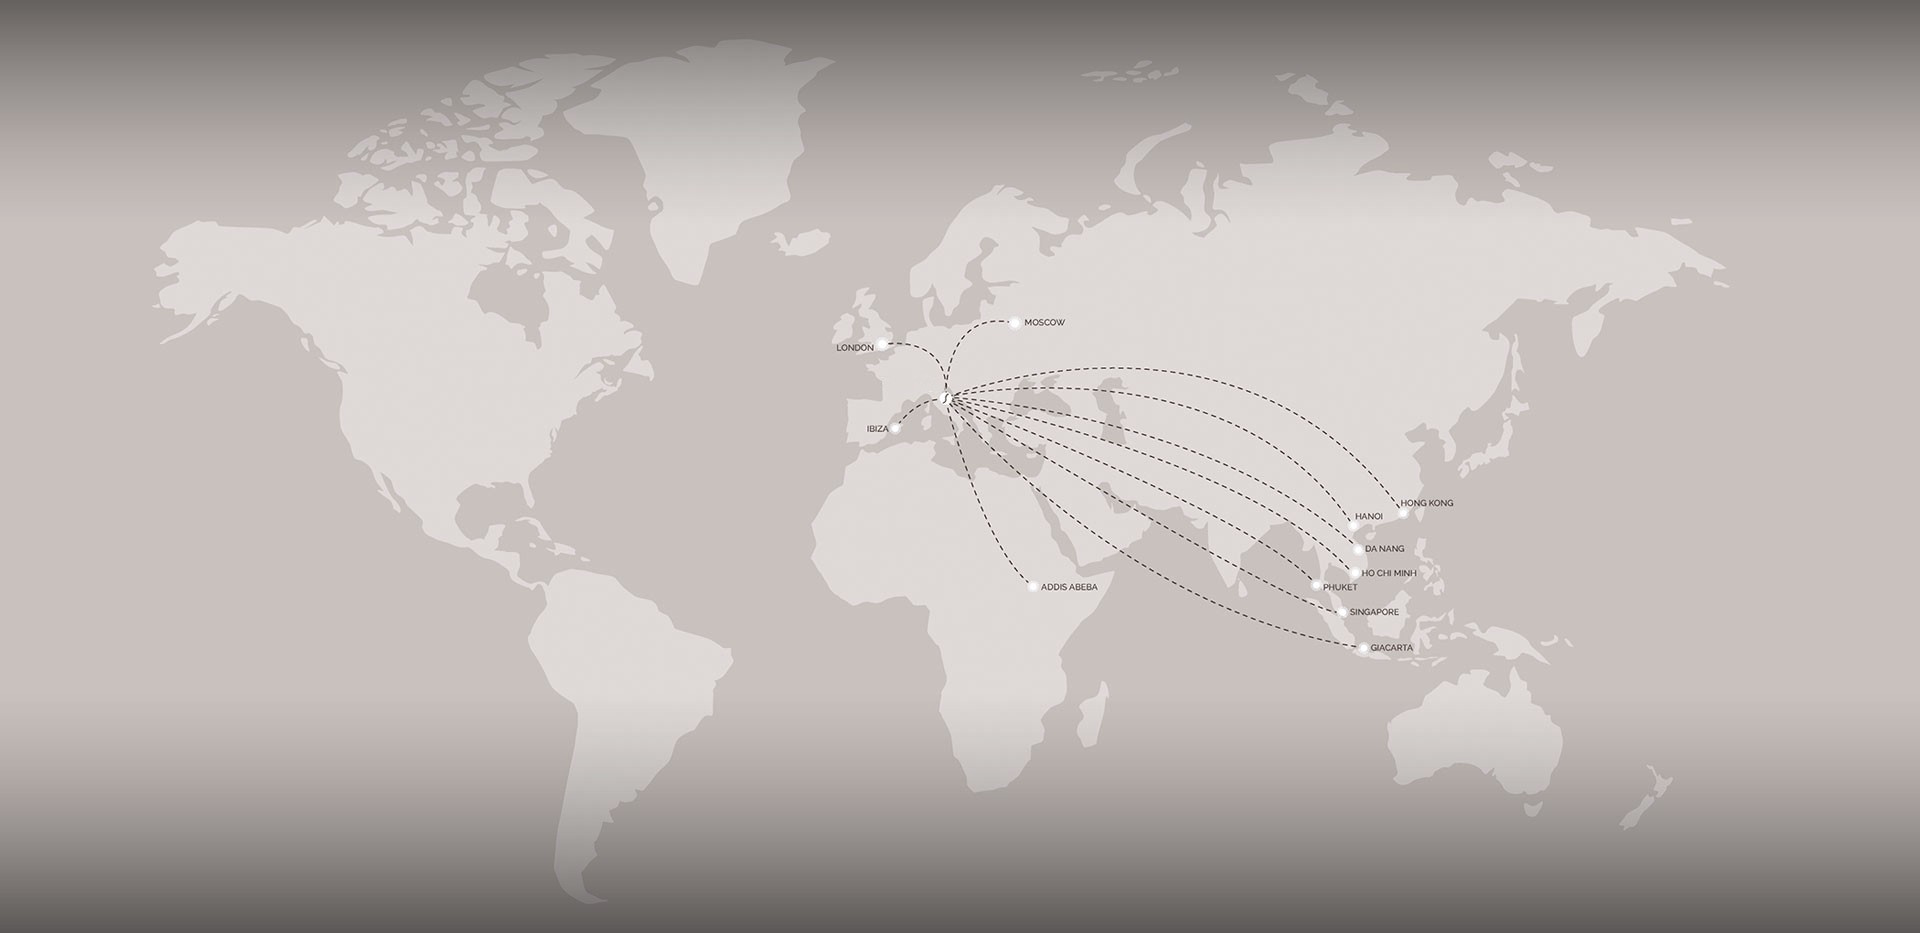 MOSCOW
LONDON
IBIZA
HONG KONG
HANOI
DA NANG
HO CHI MINH
PHUKET
ADDIS ABEBA
SINGAPORE
GIACARTA